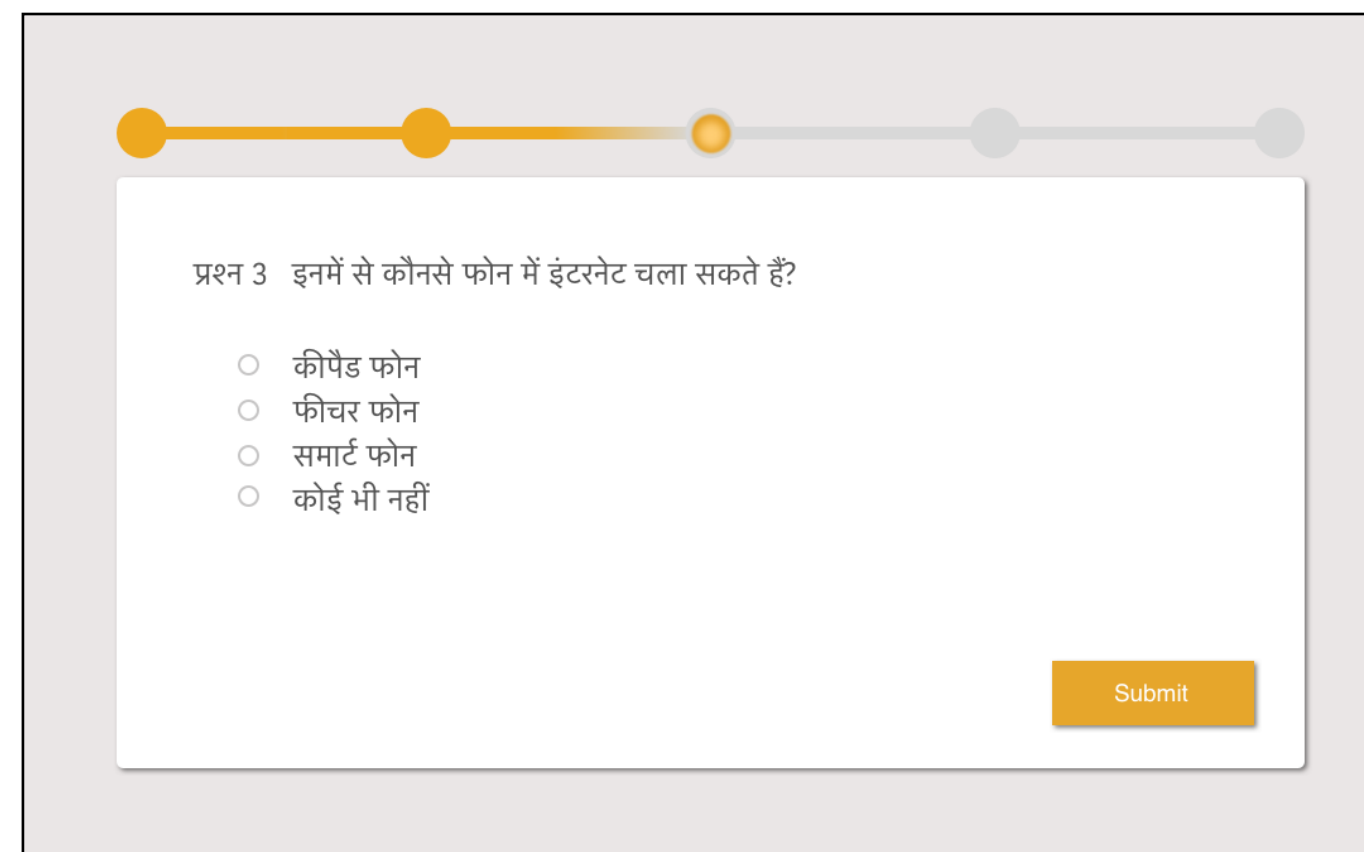 प्रश्न 3 इनमें से कौनसे फोन में इंटरनेट चला सकते हैं?
कीपैड फोन
फीचर फोन
समार्ट फोन
कोई भी नहीं
Submit